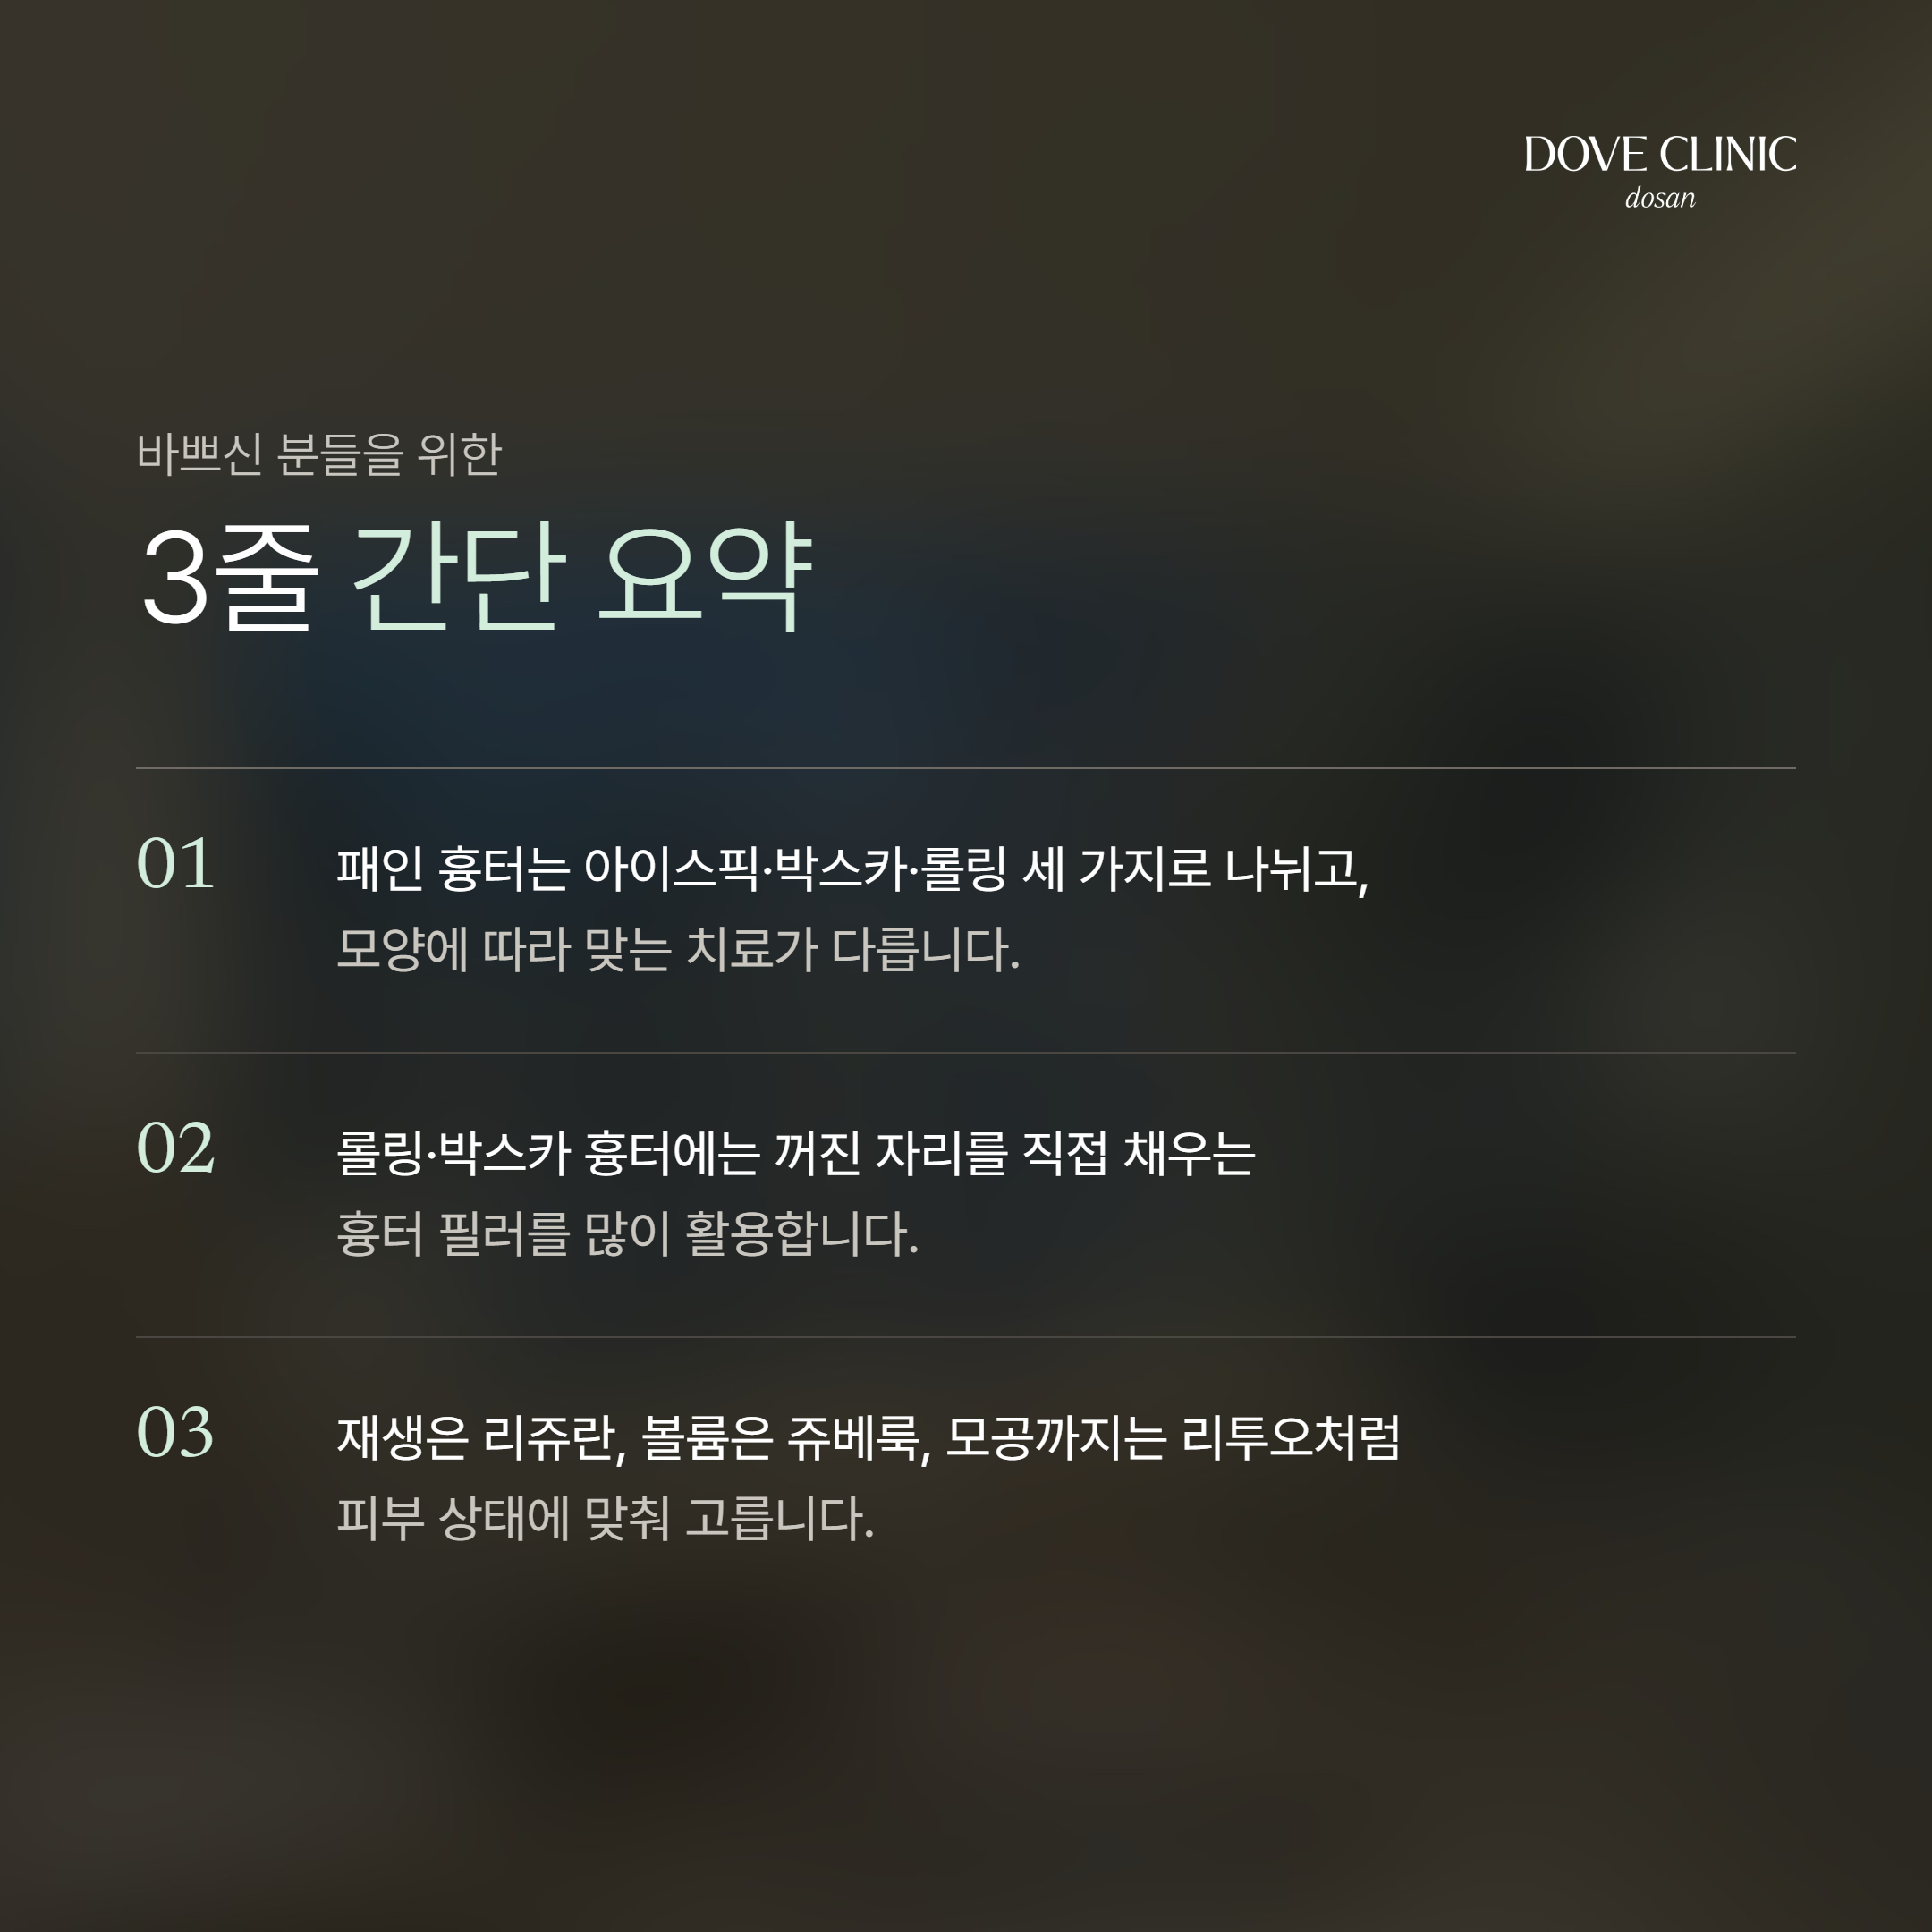 DOVE CLINIC
dosan
바쁘신 분들을 위한
3줄 간단 요약
01
패인 흉터는 아이스픽·박스카·롤링 세 가지로 나뉘고,
모양에 따라 맞는 치료가 다릅니다.
02
롤링·박스카 흉터에는 꺼진 자리를 직접 채우는
흉터 필러를 많이 활용합니다.
03
재생은 리쥬란, 볼륨은 쥬베룩, 모공까지는 리투오처럼
피부 상태에 맞춰 고릅니다.